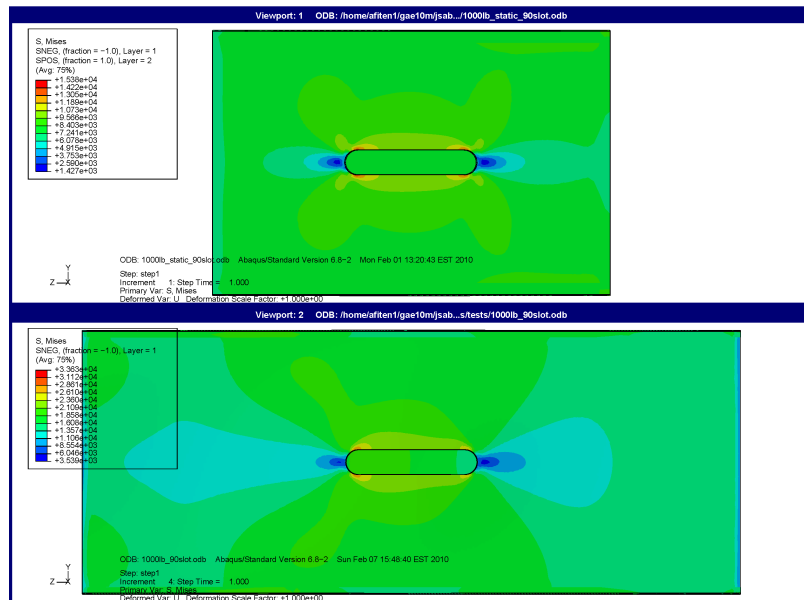 Viewport: 1 ODB: /home/afiten1/gae10m/jsab.../1000lb_static_90slot.odb
S, Mises
SNEG, (fraction = −1.0), Layer = 1
SPOS, (fraction = 1.0), Layer = 2
(Avg: 75%)
+1.538e+04
+1.422e+04
+1.305e+04
+1.189e+04
+1.073e+04
+9.566e+03
+8.403e+03
+7.241e+03
+6.078e+03
+4.915e+03
+3.753e+03
+2.590e+03
+1.427e+03
ODB: 1000lb_static_90slot.odb Abaqus/Standard Version 6.8−2 Mon Feb 01 13:20:43 EST 2010
Y
Z X
Step: step1
Increment 1: Step Time = 1.000
Primary Var: S, Mises
Deformed Var: U Deformation Scale Factor: +1.000e+00
Viewport: 2 ODB: /home/afiten1/gae10m/jsab...s/tests/1000lb_90slot.odb
S, Mises
SNEG, (fraction = −1.0), Layer = 1
(Avg: 75%)
+3.363e+04
+3.112e+04
+2.861e+04
+2.610e+04
+2.360e+04
+2.109e+04
+1.858e+04
+1.608e+04
+1.357e+04
+1.106e+04
+8.554e+03
+6.046e+03
+3.539e+03
ODB: 1000lb_90slot.odb Abaqus/Standard Version 6.8−2 Sun Feb 07 15:48:40 EST 2010
Y
Z X
Step: step1
Increment 4: Step Time = 1.000
Primary Var: S, Mises
Deformed Var: U Deformation Scale Factor: +1.000e+00